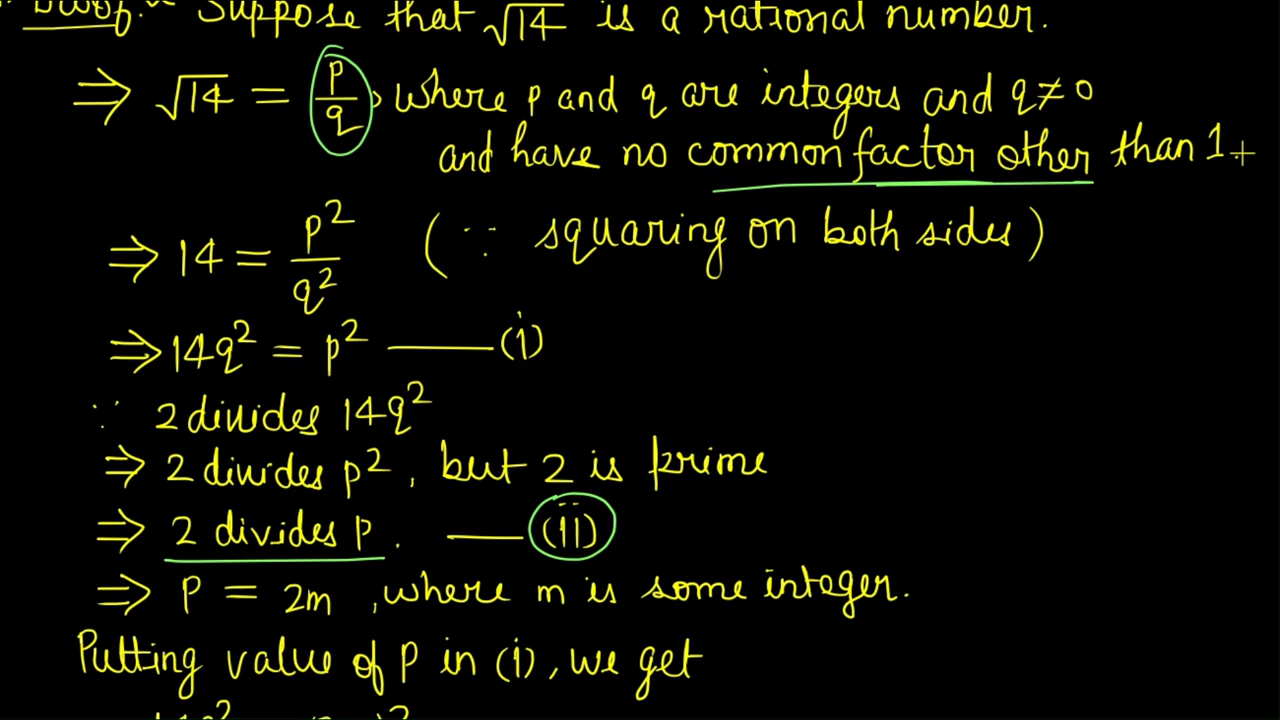 Proof:- Suppose that √14 is a rational number.
⇒ √14 = p/q, where p and q are integers and q≠0
and have no common factor other than 1.
⇒ 14 = p²/q² (∵ squaring on both sides)
⇒ 14q² = p² —— (i)
∵ 2 divides 14q²
⇒ 2 divides p², but 2 is prime
⇒ 2 divides p. —— (ii)
⇒ p = 2m, where m is some integer.
Putting value of p in (i), we get